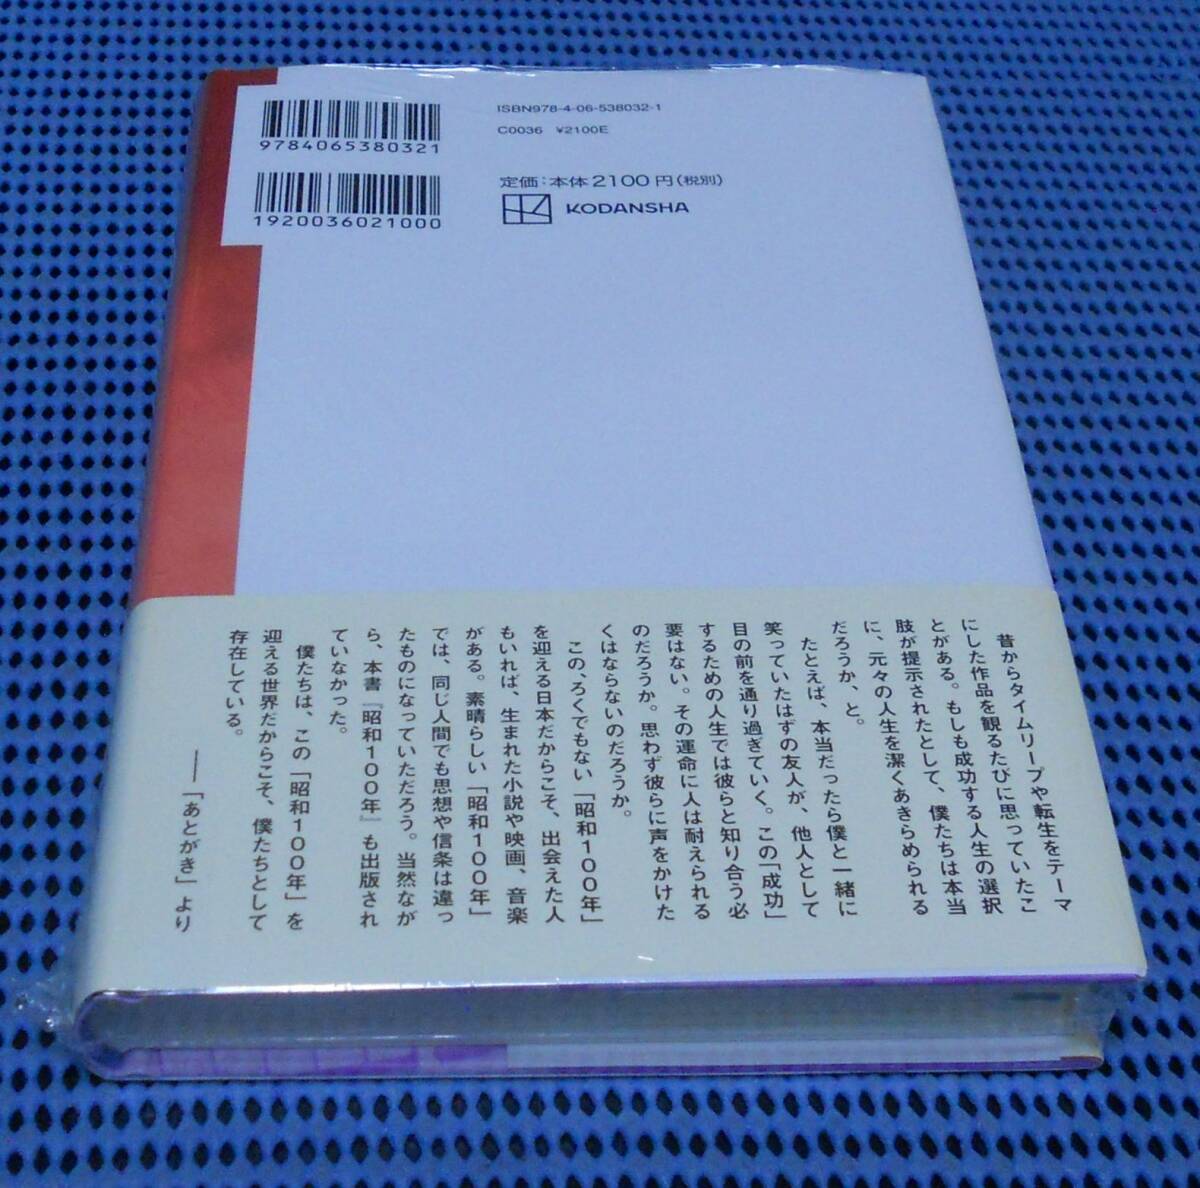 ISBN978-4-06-538032-1
C0036 ¥2100E
9784065380321
定価:本体2100円(税別)
1920036021000
KODANSHA
昔からタイムリープや転生をテーマ
にした作品を観るたびに思っていたこ
とがある。もしも成功する人生の選択
肢が提示されたとして、僕たちは本当
に、元々の人生を潔くあきらめられる
だろうか、と。
たとえば、本当だったら僕と一緒に
笑っていたはずの友人が、他人として
目の前を通り過ぎていく。この「成功」
するための人生では彼らと知り合う必
要はない。その運命に人は耐えられる
のだろうか。思わず彼らに声をかけた
くはならないのだろうか。
この、ろくでもない「昭和100年」
を迎える日本だからこそ、出会えた人
もいれば、生まれた小説や映画、音楽
がある。素晴らしい「昭和100年」
では、同じ人間でも思想や信条は違っ
たものになっていただろう。当然なが
ら、本書『昭和100年』も出版され
ていなかった。
僕たちは、この「昭和100年」を
迎える世界だからこそ、僕たちとして
存在している。
――「あとがき」より